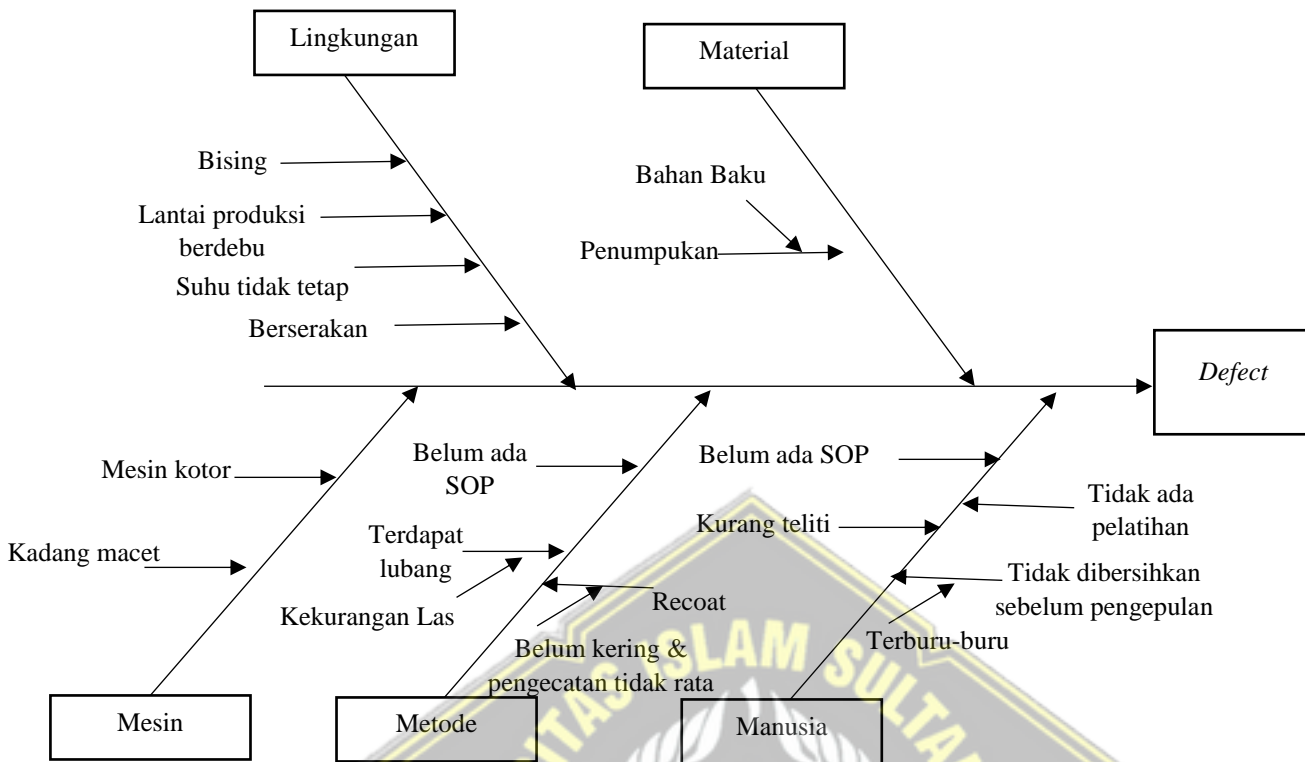 Lingkungan
Material
Bising
Bahan Baku
Lantai produksi
berdebu
Penumpukan
Suhu tidak tetap
Berserakan
Defect
Belum ada
SOP
Belum ada SOP
Mesin kotor
Tidak ada
pelatihan
Kurang teliti
Terdapat
lubang
Kadang macet
Tidak dibersihkan
sebelum pengepulan
Kekurangan Las
Recoat
Terburu-buru
Belum kering &
pengecatan tidak rata
Mesin
Metode
Manusia
ISLAM SULTAN